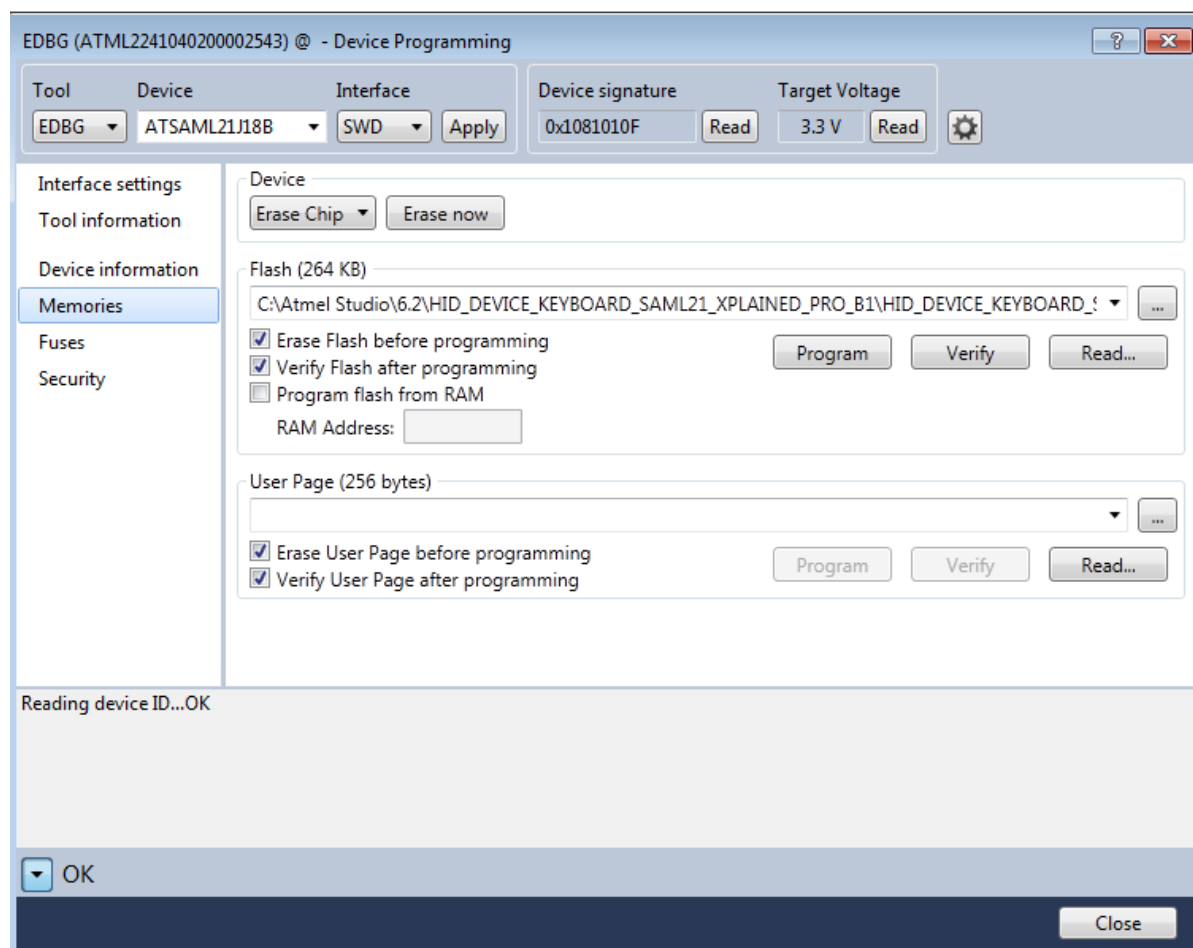 EDBG (ATML2241040200002543) @  - Device Programming
Tool Device Interface Device signature Target Voltage
EDBG ATSAML21J18B SWD Apply 0x1081010F Read 3.3 V Read
Interface settings
Tool information
Device information
Memories
Fuses
Security
Device
Erase Chip Erase now
Flash (264 KB)
C:\Atmel Studio\6.2\HID_DEVICE_KEYBOARD_SAML21_XPLAINED_PRO_B1\HID_DEVICE_KEYBOARD_S ...
Erase Flash before programming
Verify Flash after programming
Program flash from RAM
RAM Address:
Program Verify Read...
User Page (256 bytes)
...
Erase User Page before programming
Verify User Page after programming
Program Verify Read...
Reading device ID...OK
OK
Close